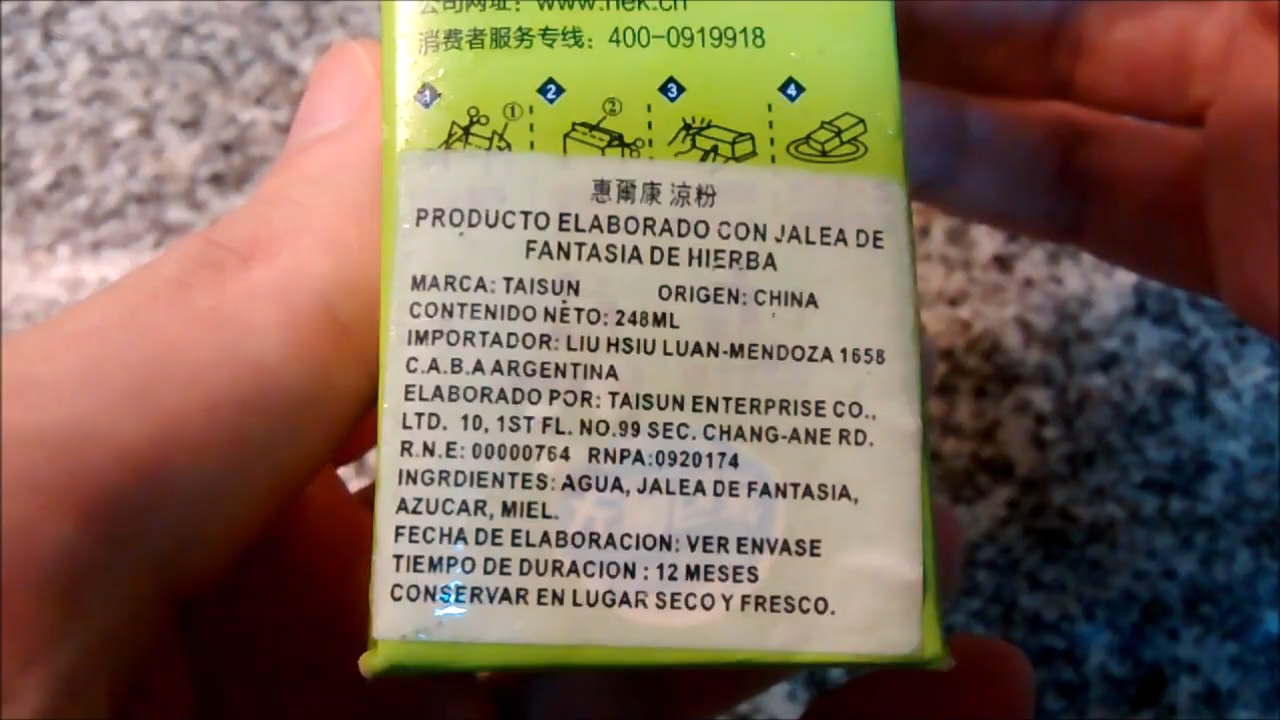 公司网址: www.hek.cn
消费者服务专线: 400-0919918
1 ① 2 ② 3 4
惠爾康 涼粉
PRODUCTO ELABORADO CON JALEA DE
FANTASIA DE HIERBA
MARCA: TAISUN ORIGEN: CHINA
CONTENIDO NETO: 248ML
IMPORTADOR: LIU HSIU LUAN-MENDOZA 1658
C.A.B.A ARGENTINA
ELABORADO POR: TAISUN ENTERPRISE CO.,
LTD. 10, 1ST FL. NO.99 SEC. CHANG-ANE RD.
R.N.E: 00000764 RNPA:0920174
INGRDIENTES: AGUA, JALEA DE FANTASIA,
AZUCAR, MIEL.
FECHA DE ELABORACION: VER ENVASE
TIEMPO DE DURACION : 12 MESES
CONSERVAR EN LUGAR SECO Y FRESCO.